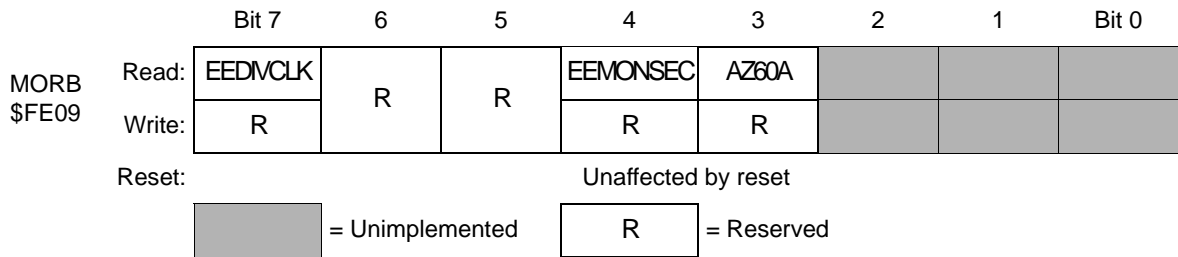 Bit 7 6 5 4 3 2 1 Bit 0
MORB $FE09 Read: EEDIVCLK R R EEMONSEC AZ60A
Write: R R R
Reset: Unaffected by reset
= Unimplemented R = Reserved